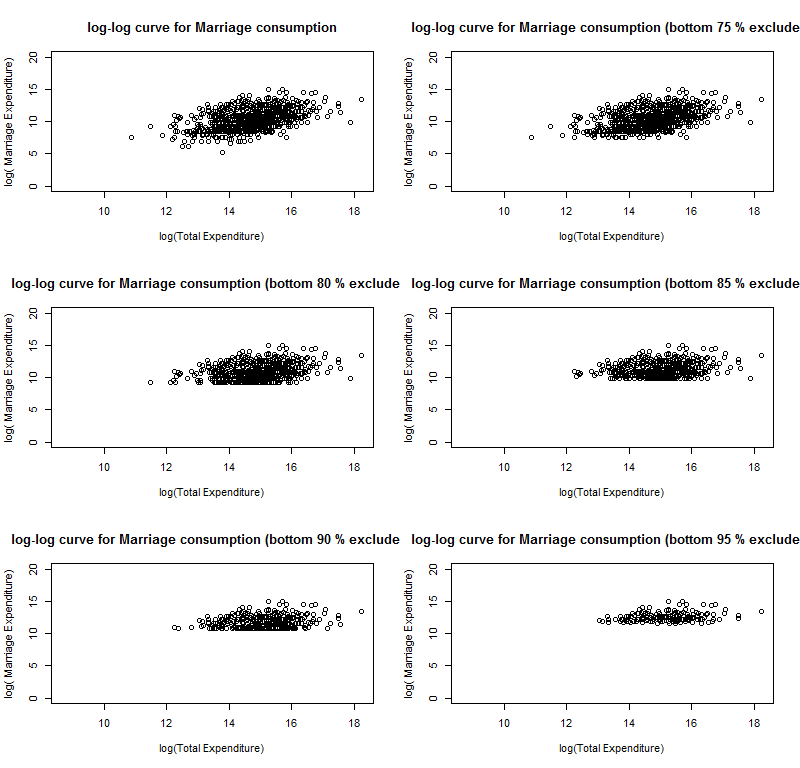 log-log curve for Marriage consumption
log( Marriage Expenditure)
20
15
10
5
0
10 12 14 16 18
log(Total Expenditure)
log-log curve for Marriage consumption (bottom 75 % exclude
log( Marriage Expenditure)
20
15
10
5
0
10 12 14 16 18
log(Total Expenditure)
log-log curve for Marriage consumption (bottom 80 % exclude
log( Marriage Expenditure)
20
15
10
5
0
10 12 14 16 18
log(Total Expenditure)
log-log curve for Marriage consumption (bottom 85 % exclude
log( Marriage Expenditure)
20
15
10
5
0
10 12 14 16 18
log(Total Expenditure)
log-log curve for Marriage consumption (bottom 90 % exclude
log( Marriage Expenditure)
20
15
10
5
0
10 12 14 16 18
log(Total Expenditure)
log-log curve for Marriage consumption (bottom 95 % exclude
log( Marriage Expenditure)
20
15
10
5
0
10 12 14 16 18
log(Total Expenditure)